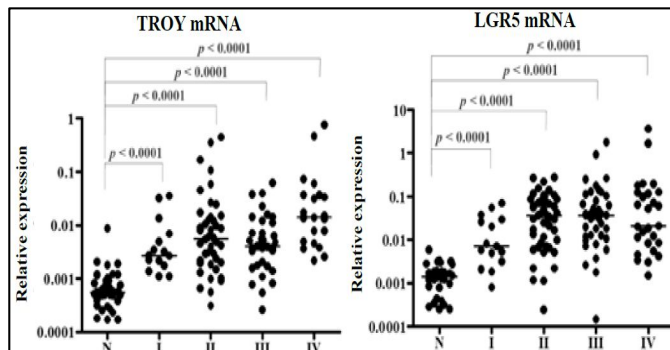 TROY mRNA
p < 0.0001
p < 0.0001
p < 0.0001
p < 0.0001
Relative expression
1
0.1
0.01
0.001
0.0001
N I II III IV
LGR5 mRNA
p < 0.0001
p < 0.0001
p < 0.0001
p < 0.0001
Relative expression
10
1
0.1
0.01
0.001
0.0001
N I II III IV